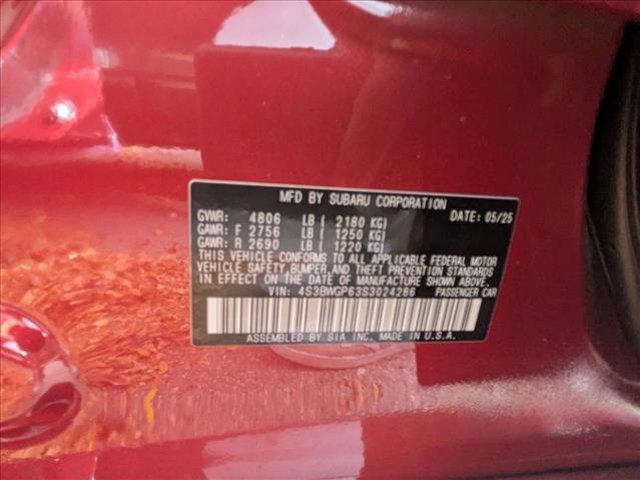 MFD BY SUBARU CORPORATION
GVWR: 4806 LB ( 2180 KG) DATE: 05/25
GAWR: F 2756 LB ( 1250 KG)
GAWR: R 2690 LB ( 1220 KG)
THIS VEHICLE CONFORMS TO ALL APPLICABLE FEDERAL MOTOR
VEHICLE SAFETY, BUMPER, AND THEFT PREVENTION STANDARDS
IN EFFECT ON THE DATE OF MANUFACTURE SHOWN ABOVE.
VIN: 4S3BWGP63S3024286 PASSENGER CAR
ASSEMBLED BY SIA INC. MADE IN U.S.A.